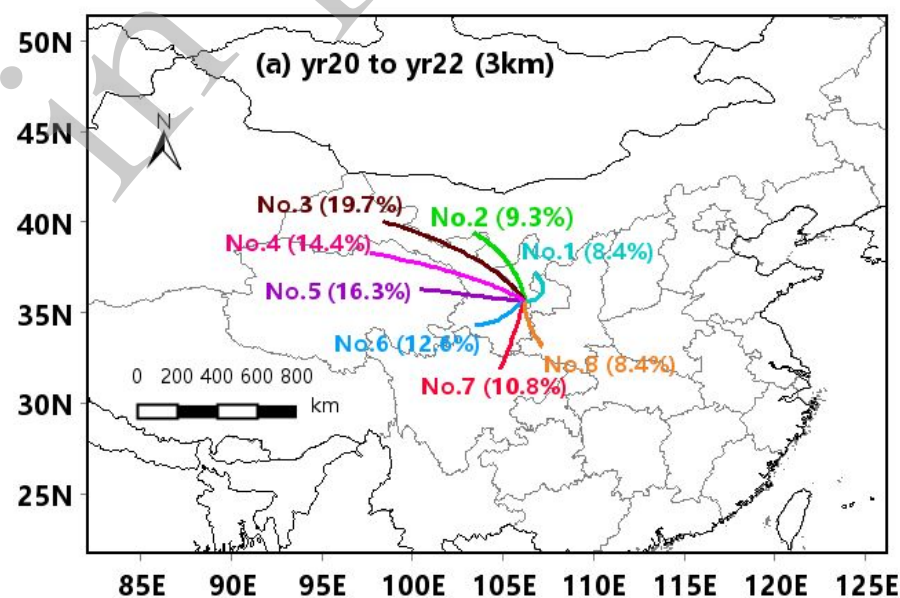 in
50N
(a) yr20 to yr22 (3km)
45N
N
No.3 (19.7%)
No.2 (9.3%)
40N
No.4 (14.4%)
No.1 (8.4%)
No.5 (16.3%)
35N
No.6 (12.6%)
No.8 (8.4%)
No.7 (10.8%)
0 200 400 600 800
km
30N
25N
85E 90E 95E 100E 105E 110E 115E 120E 125E